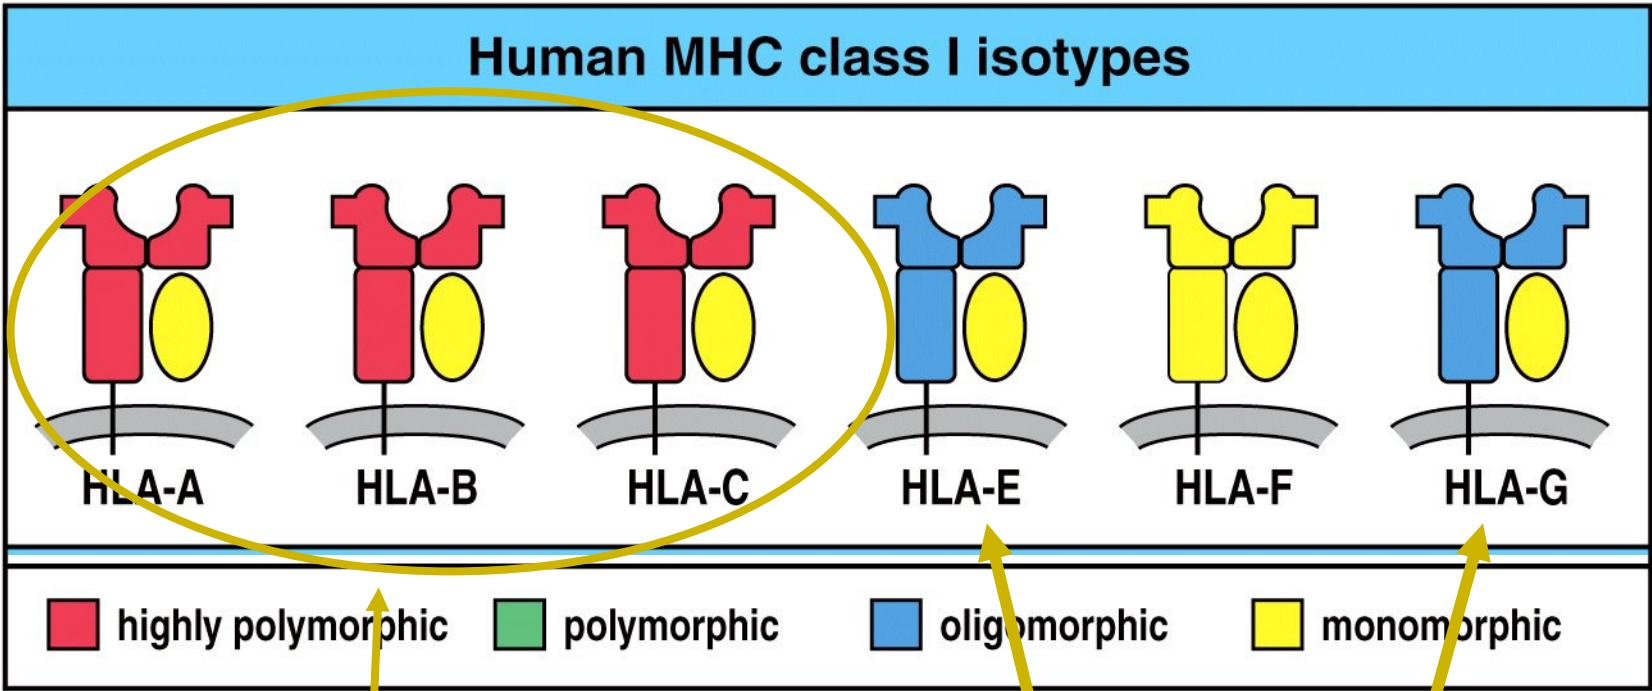 Human MHC class I isotypes
HLA-A HLA-B HLA-C HLA-E HLA-F HLA-G
highly polymorphic polymorphic oligomorphic monomorphic